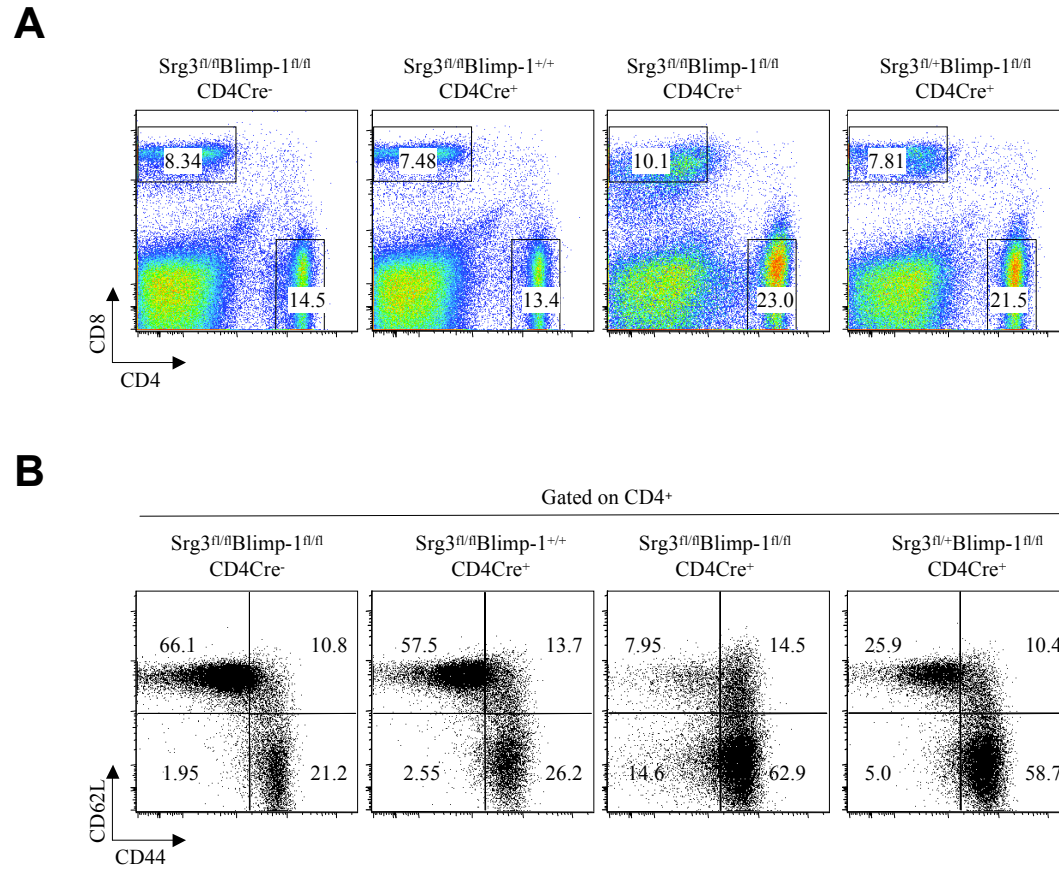 A
Srg3fl/flBlimp-1fl/fl CD4Cre-
Srg3fl/flBlimp-1+/+ CD4Cre+
Srg3fl/flBlimp-1fl/fl CD4Cre+
Srg3fl/+Blimp-1fl/fl CD4Cre+
8.34
7.48
10.1
7.81
14.5
13.4
23.0
21.5
CD8
CD4
B
Gated on CD4+
Srg3fl/flBlimp-1fl/fl CD4Cre-
Srg3fl/flBlimp-1+/+ CD4Cre+
Srg3fl/flBlimp-1fl/fl CD4Cre+
Srg3fl/+Blimp-1fl/fl CD4Cre+
66.1 10.8
57.5 13.7
7.95 14.5
25.9 10.4
1.95 21.2
2.55 26.2
14.6 62.9
5.0 58.7
CD62L
CD44